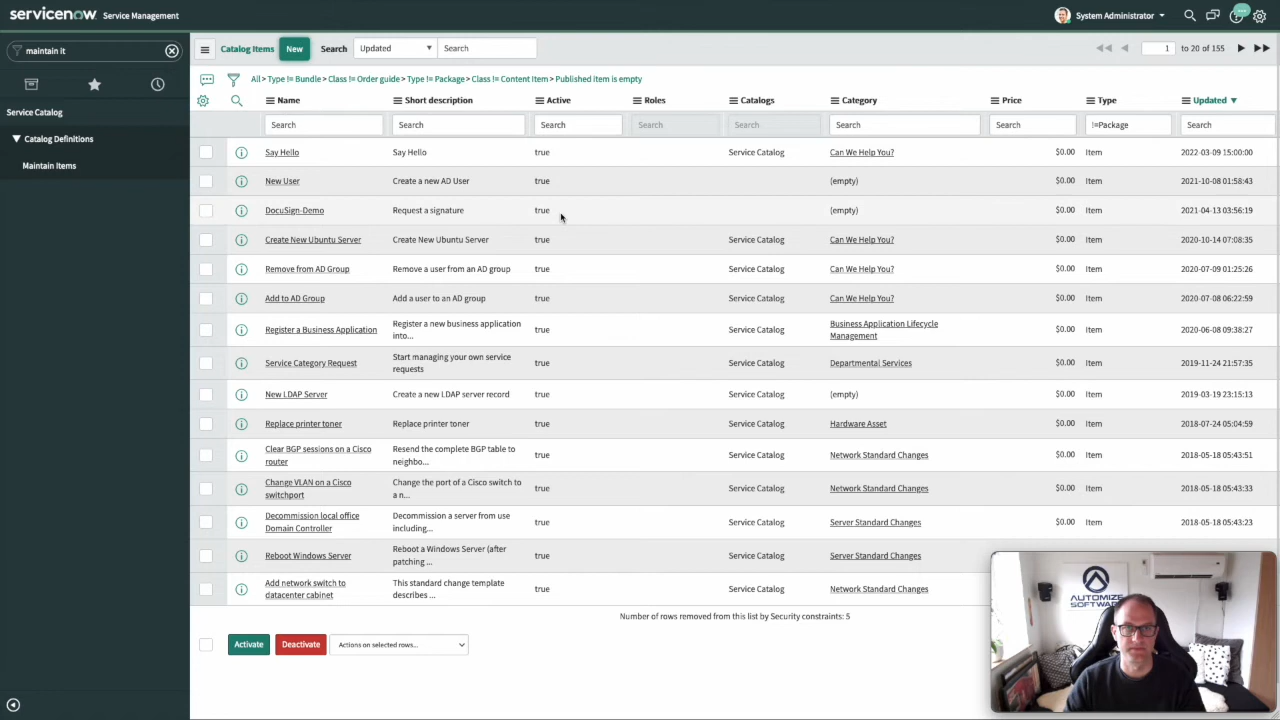 servicenow Service Management
System Administrator
maintain it
Catalog Items New Search Updated Search 1 to 20 of 155
All > Type != Bundle > Class != Order guide > Type != Package > Class != Content Item > Published item is empty
Service Catalog
Catalog Definitions
Maintain Items
Name Short description Active Roles Catalogs Category Price Type Updated
Search Search Search Search Search Search Search !=Package Search
Say Hello Say Hello true Service Catalog Can We Help You? $0.00 Item 2022-03-09 15:00:00
New User Create a new AD User true (empty) $0.00 Item 2021-10-08 01:58:43
DocuSign-Demo Request a signature true (empty) $0.00 Item 2021-04-13 03:56:19
Create New Ubuntu Server Create New Ubuntu Server true Service Catalog Can We Help You? $0.00 Item 2020-10-14 07:08:35
Remove from AD Group Remove a user from an AD group true Service Catalog Can We Help You? $0.00 Item 2020-07-09 01:25:26
Add to AD Group Add a user to an AD group true Service Catalog Can We Help You? $0.00 Item 2020-07-08 06:22:59
Register a Business Application Register a new business application into... true Service Catalog Business Application Lifecycle Management $0.00 Item 2020-06-08 09:38:27
Service Category Request Start managing your own service requests true Service Catalog Departmental Services $0.00 Item 2019-11-24 21:57:35
New LDAP Server Create a new LDAP server record true (empty) $0.00 Item 2019-03-19 23:15:13
Replace printer toner Replace printer toner true Service Catalog Hardware Asset $0.00 Item 2018-07-24 05:04:59
Clear BGP sessions on a Cisco router Resend the complete BGP table to neighbo... true Service Catalog Network Standard Changes $0.00 Item 2018-05-18 05:43:51
Change VLAN on a Cisco switchport Change the port of a Cisco switch to a n... true Service Catalog Network Standard Changes $0.00 Item 2018-05-18 05:43:33
Decommission local office Domain Controller Decommission a server from use including... true Service Catalog Server Standard Changes $0.00 Item 2018-05-18 05:43:23
Reboot Windows Server Reboot a Windows Server (after patching ... true Service Catalog Server Standard Changes
Add network switch to datacenter cabinet This standard change template describes ... true Service Catalog Network Standard Changes
Number of rows removed from this list by Security constraints: 5
Activate Deactivate Actions on selected rows...
AUTOMIZE
SOFTWARE